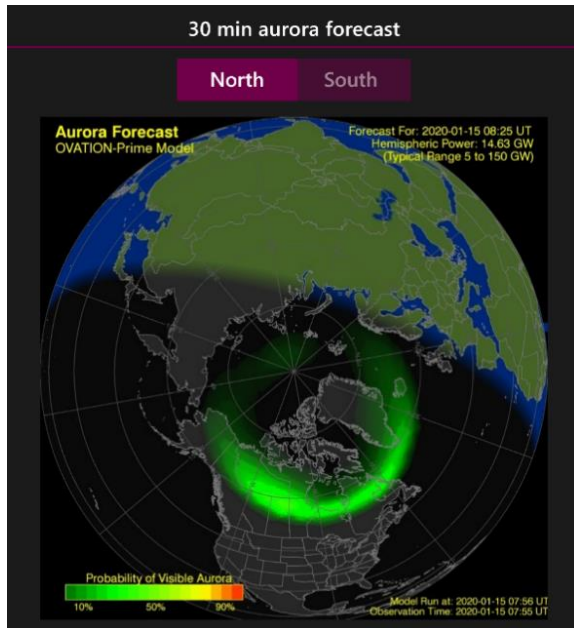 30 min aurora forecast
North South
Aurora Forecast
OVATION-Prime Model
Forecast For: 2020-01-15 08:25 UT
Hemispheric Power: 14.63 GW
(Typical Range 5 to 150 GW)
Probability of Visible Aurora
10% 50% 90%
Model Run at: 2020-01-15 07:56 UT
Observation Time: 2020-01-15 07:55 UT